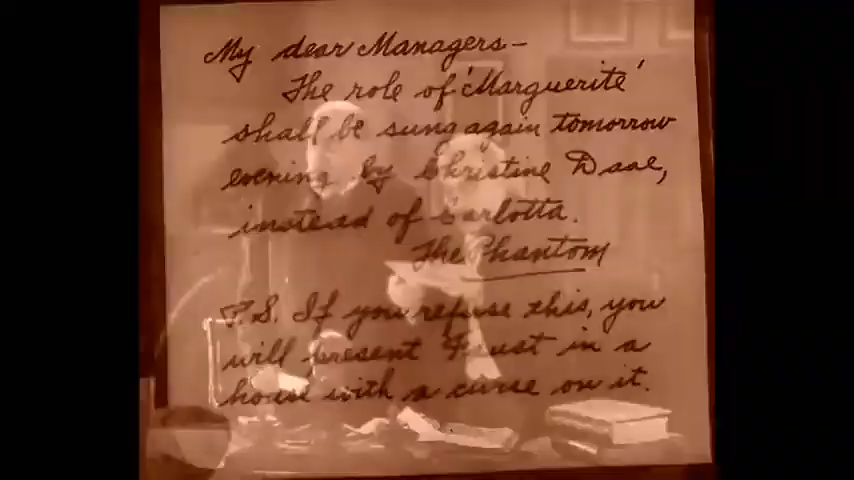 My dear Managers-
The role of 'Marguerite'
shall be sung again tomorrow
evening by Christine Daae,
instead of Carlotta.
The Phantom
P.S. If you refuse this, you
will present Faust in a
house with a curse on it.